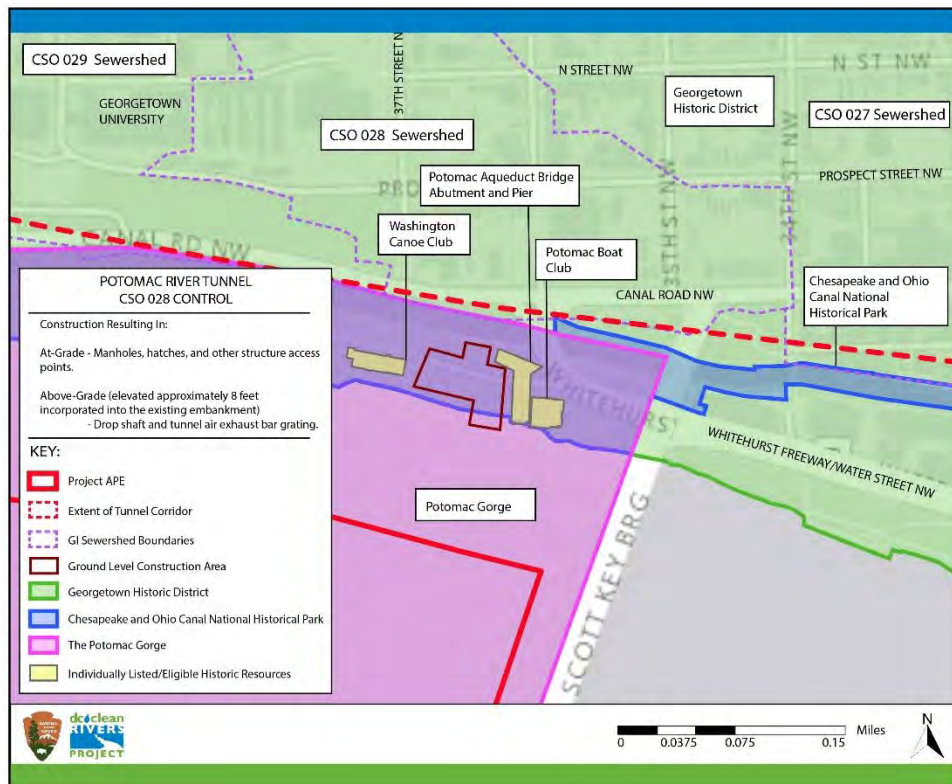 CSO 029 Sewershed
37TH STREET N
N STREET NW
N ST NW
GEORGETOWN
UNIVERSITY
Georgetown
Historic District
CSO 028 Sewershed
CSO 027 Sewershed
Potomac Aqueduct Bridge
Abutment and Pier
PROSPECT STREET NW
PRO
35TH ST NW
34TH ST NW
Washington
Canoe Club
Potomac Boat
Club
CANAL RD NW
CANAL ROAD NW
Chesapeake and Ohio
Canal National
Historical Park
POTOMAC RIVER TUNNEL
CSO 028 CONTROL
Construction Resulting In:
At-Grade - Manholes, hatches, and other structure access
points.
Above-Grade (elevated approximately 8 feet
incorporated into the existing embankment)
- Drop shaft and tunnel air exhaust bar grating.
WHITEHURST
WHITEHURST FREEWAY/WATER STREET NW
KEY:
Project APE
Extent of Tunnel Corridor
GI Sewershed Boundaries
Ground Level Construction Area
Georgetown Historic District
Chesapeake and Ohio Canal National Historical Park
The Potomac Gorge
Individually Listed/Eligible Historic Resources
Potomac Gorge
SCOTT KEY BRG
dc clean
RIVERS
PROJECT
Miles
0 0.0375 0.075 0.15
N